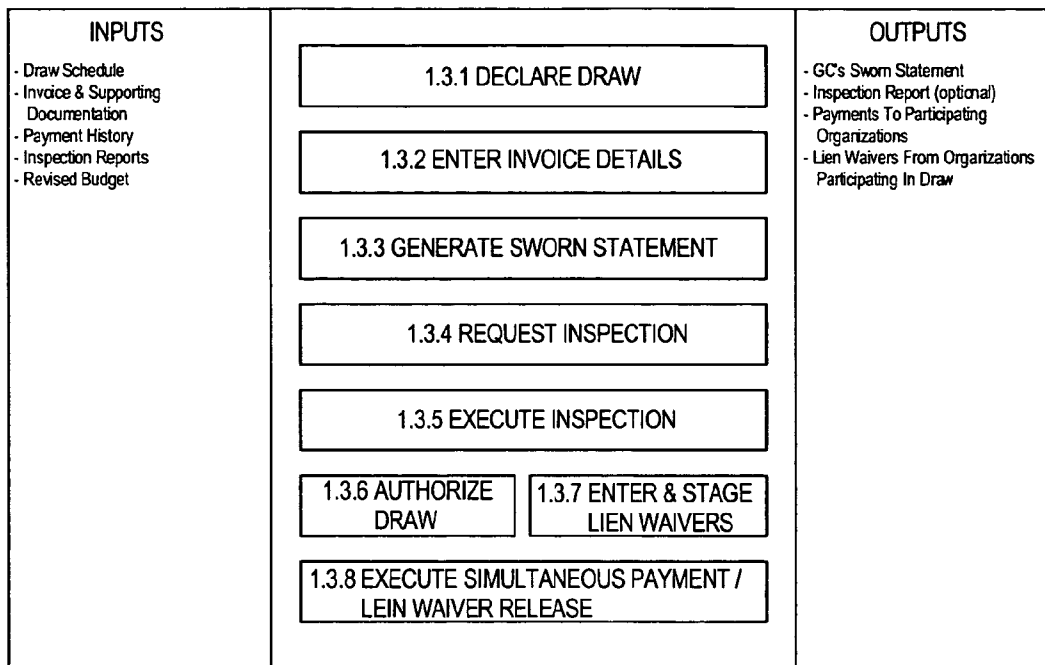 INPUTS
- Draw Schedule
- Invoice & Supporting
Documentation
- Payment History
- Inspection Reports
- Revised Budget
1.3.1 DECLARE DRAW
1.3.2 ENTER INVOICE DETAILS
1.3.3 GENERATE SWORN STATEMENT
1.3.4 REQUEST INSPECTION
1.3.5 EXECUTE INSPECTION
1.3.6 AUTHORIZE
DRAW
1.3.7 ENTER & STAGE
LIEN WAIVERS
1.3.8 EXECUTE SIMULTANEOUS PAYMENT /
LEIN WAIVER RELEASE
OUTPUTS
- GC's Sworn Statement
- Inspection Report (optional)
- Payments To Participating
Organizations
- Lien Waivers From Organizations
Participating In Draw